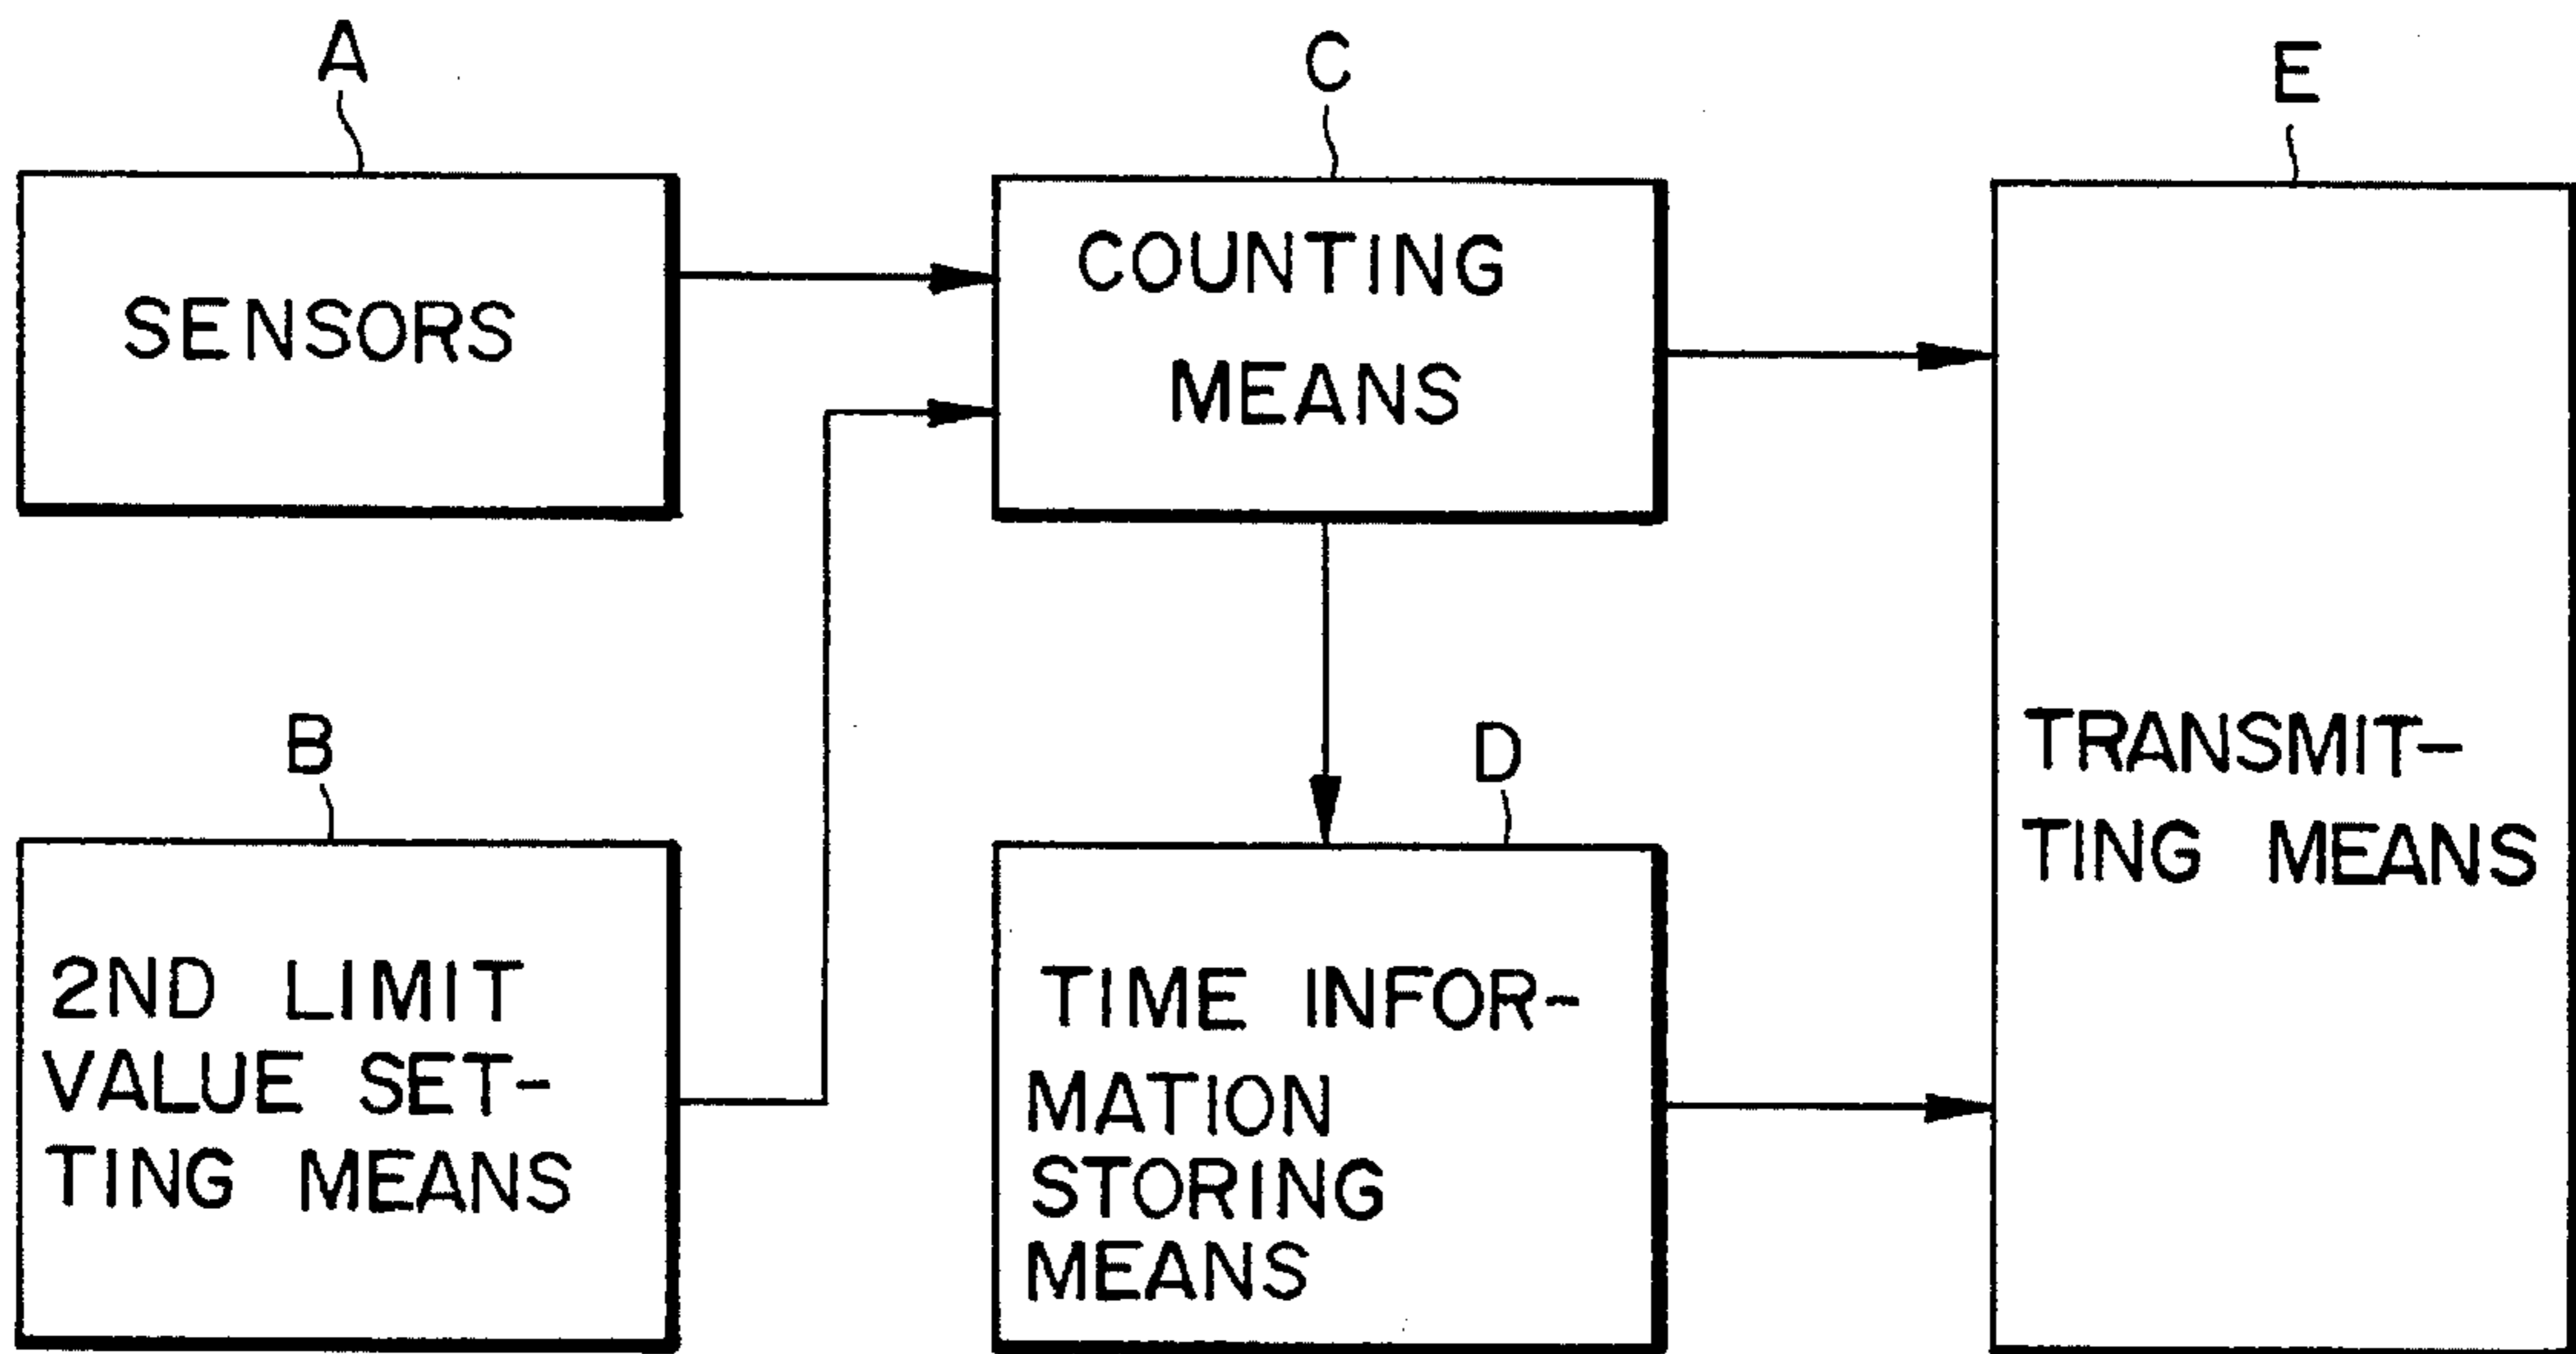 A
SENSORS
B
2ND LIMIT
VALUE SET-
TING MEANS
C
COUNTING
MEANS
D
TIME INFOR-
MATION
STORING
MEANS
E
TRANSMIT-
TING MEANS